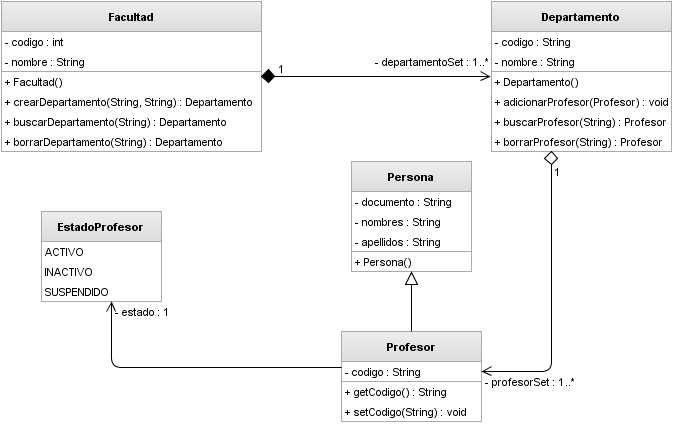 Facultad
- codigo : int
- nombre : String
+ Facultad()
+ crearDepartamento(String, String) : Departamento
+ buscarDepartamento(String) : Departamento
+ borrarDepartamento(String) : Departamento
1
- departamentoSet : 1..*
Departamento
- codigo : String
- nombre : String
+ Departamento()
+ adicionarProfesor(Profesor) : void
+ buscarProfesor(String) : Profesor
+ borrarProfesor(String) : Profesor
1
Persona
- documento : String
- nombres : String
- apellidos : String
+ Persona()
EstadoProfesor
ACTIVO
INACTIVO
SUSPENDIDO
- estado : 1
Profesor
- codigo : String
+ getCodigo() : String
+ setCodigo(String) : void
- profesorSet : 1..*